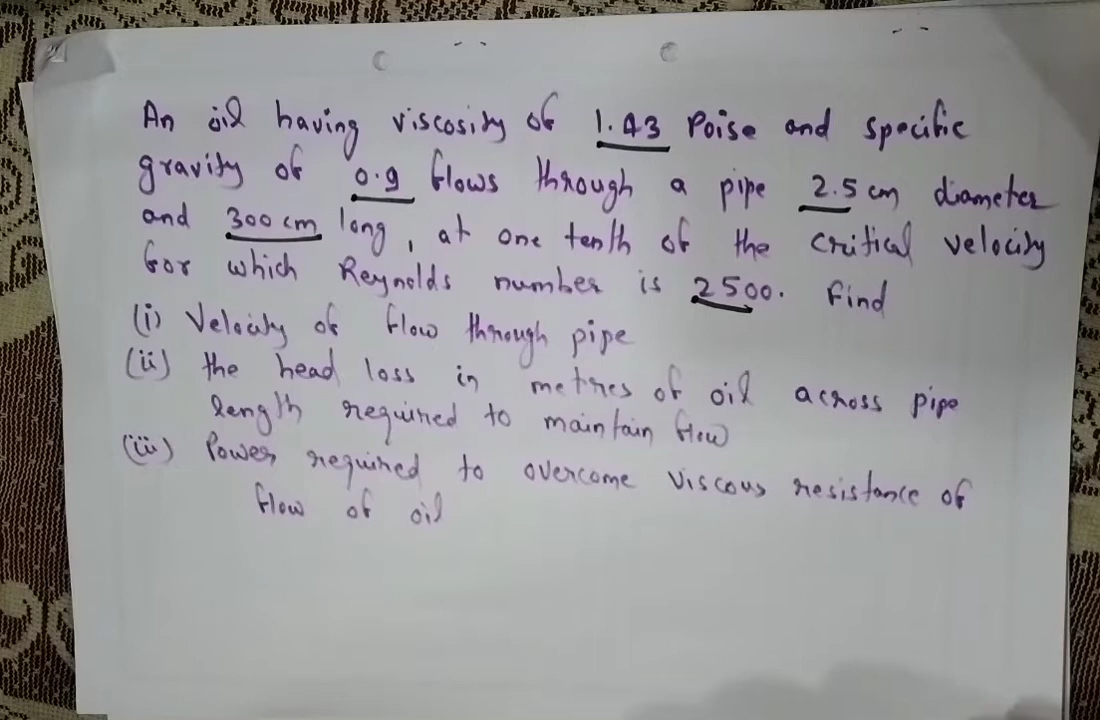 An oil having viscosity of 1.43 Poise and specific
gravity of 0.9 flows through a pipe 2.5 cm diameter
and 300 cm long, at one tenth of the critical velocity
for which Reynolds number is 2500. Find
(i) Velocity of flow through pipe
(ii) the head loss in metres of oil across pipe
length required to maintain flow
(iii) Power required to overcome viscous resistance of
flow of oil